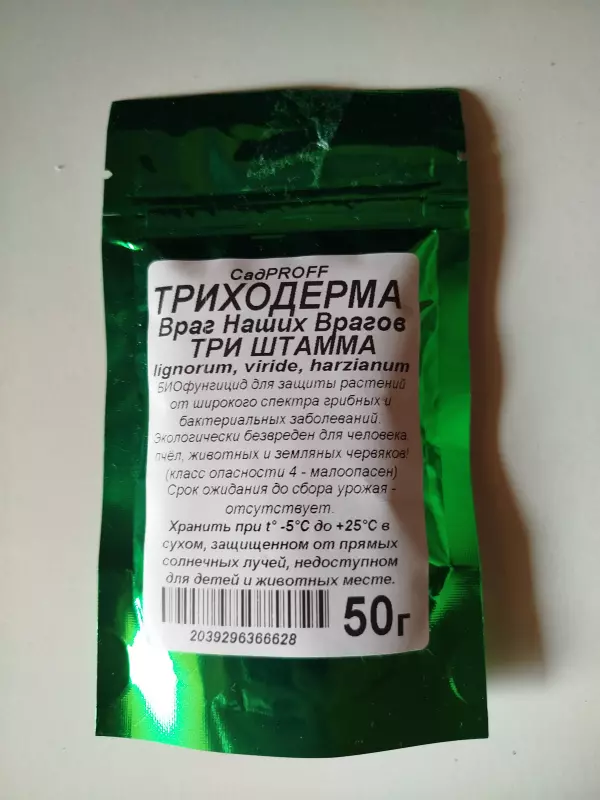 СадPROFF
ТРИХОДЕРМА
Враг Наших Врагов
ТРИ ШТАММА
lignorum, viride, harzianum
БИОфунгицид для защиты растений
от широкого спектра грибных и
бактериальных заболеваний.
Экологически безвреден для человека,
пчёл, животных и земляных червяков!
(класс опасности 4 - малоопасен)
Срок ожидания до сбора урожая -
отсутствует.
Хранить при t° -5°С до +25°С в
сухом, защищенном от прямых
солнечных лучей, недоступном
для детей и животных месте.
50г
2039296366628